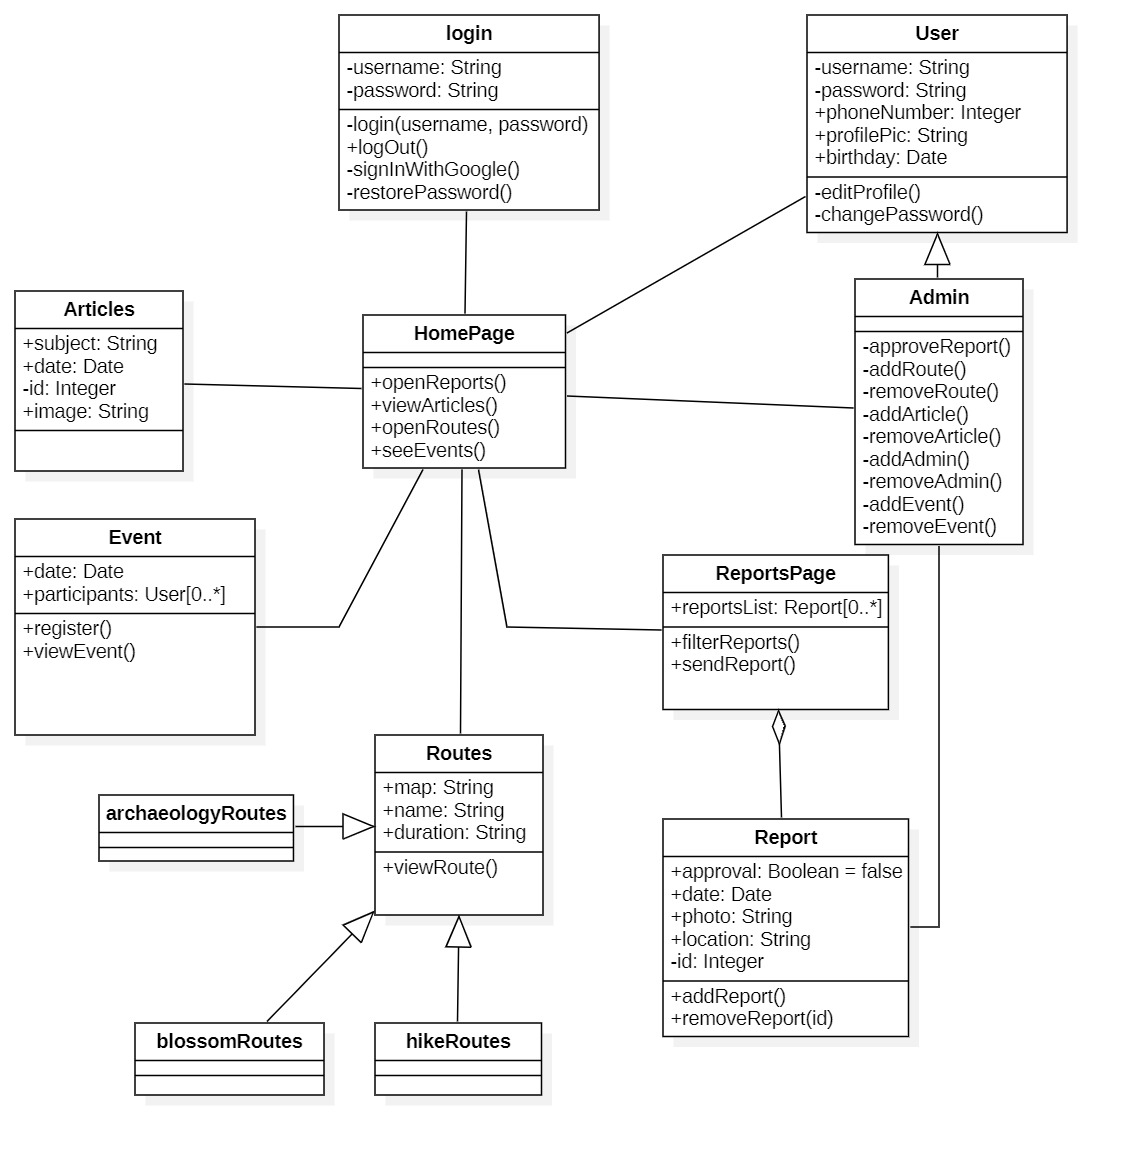 login
-username: String
-password: String
-login(username, password)
+logOut()
-signInWithGoogle()
-restorePassword()
User
-username: String
-password: String
+phoneNumber: Integer
+profilePic: String
+birthday: Date
-editProfile()
-changePassword()
Articles
+subject: String
+date: Date
-id: Integer
+image: String
HomePage
+openReports()
+viewArticles()
+openRoutes()
+seeEvents()
Admin
-approveReport()
-addRoute()
-removeRoute()
-addArticle()
-removeArticle()
-addAdmin()
-removeAdmin()
-addEvent()
-removeEvent()
Event
+date: Date
+participants: User[0..*]
+register()
+viewEvent()
ReportsPage
+reportsList: Report[0..*]
+filterReports()
+sendReport()
Routes
+map: String
+name: String
+duration: String
+viewRoute()
archaeologyRoutes
Report
+approval: Boolean = false
+date: Date
+photo: String
+location: String
-id: Integer
+addReport()
+removeReport(id)
blossomRoutes
hikeRoutes